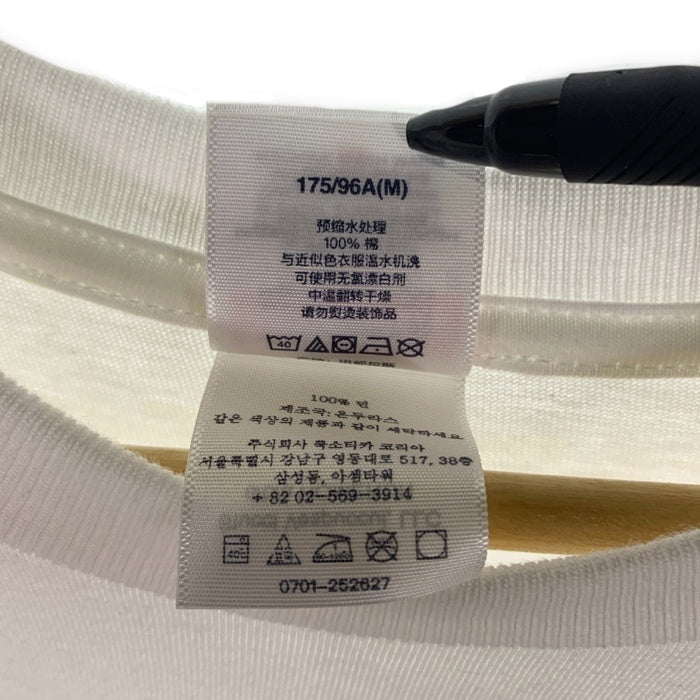 175/96A(M)
预缩水处理
100% 棉
与近似色衣服温水机洗
可使用无氯漂白剂
中温翻转干燥
请勿熨烫装饰品
40
100% 면
제조국: 온두라스
같은 색상의 제품과 같이 세탁하세요
주식회사 폭소티카 코리아
서울특별시 강남구 영동대로 517, 38층
삼성동, 아셈타워
+82 02-569-3914
40℃
0701-252627